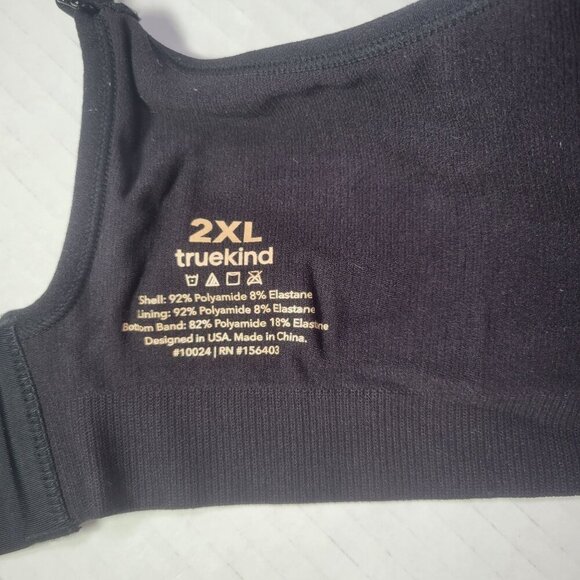 2XL
truekind
Shell: 92% Polyamide 8% Elastane
Lining: 92% Polyamide 8% Elastane
Bottom Band: 82% Polyamide 18% Elastane
Designed in USA. Made in China.
#10024 | RN #156403